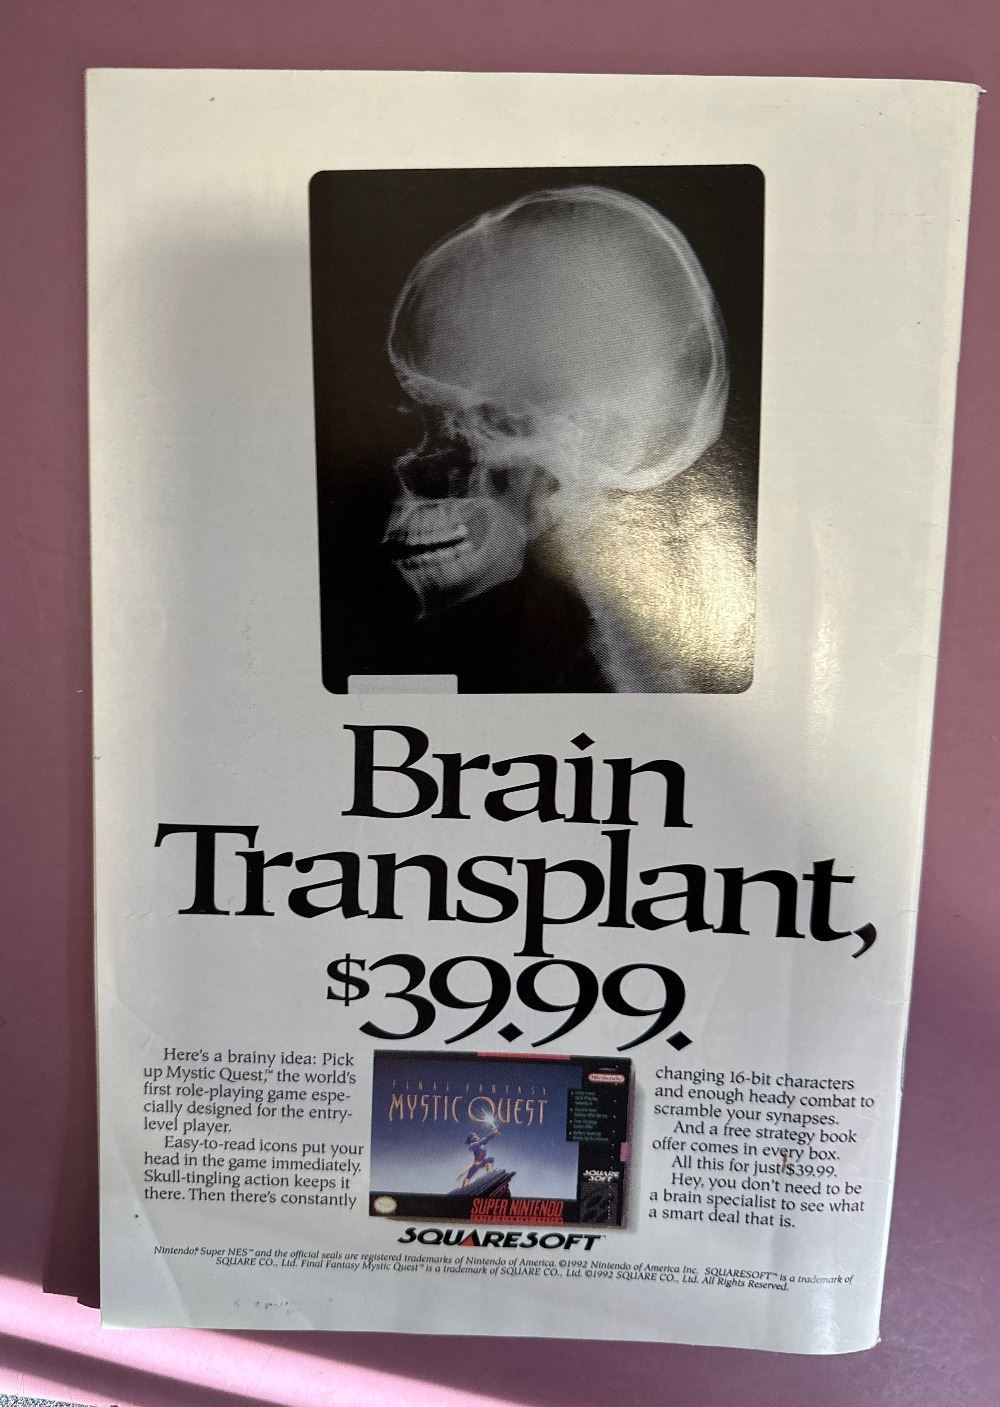 Brain
Transplant,
$39.99.
Here's a brainy idea: Pick
up Mystic Quest,™ the world's
first role-playing game espe-
cially designed for the entry-
level player.
Easy-to-read icons put your
head in the game immediately.
Skull-tingling action keeps it
there. Then there's constantly
FINAL FANTASY
MYSTIC QUEST
Nintendo
SQUARE
SOFT
SUPER NINTENDO
ENTERTAINMENT SYSTEM
SQUARESOFT™
changing 16-bit characters
and enough heady combat to
scramble your synapses.
And a free strategy book
offer comes in every box.
All this for just $39.99.
Hey, you don't need to be
a brain specialist to see what
a smart deal that is.
Nintendo,® Super NES™ and the official seals are registered trademarks of Nintendo of America. ©1992 Nintendo of America Inc. SQUARESOFT™ is a trademark of
SQUARE CO., Ltd. Final Fantasy Mystic Quest™ is a trademark of SQUARE CO., Ltd. ©1992 SQUARE CO., Ltd. All Rights Reserved.